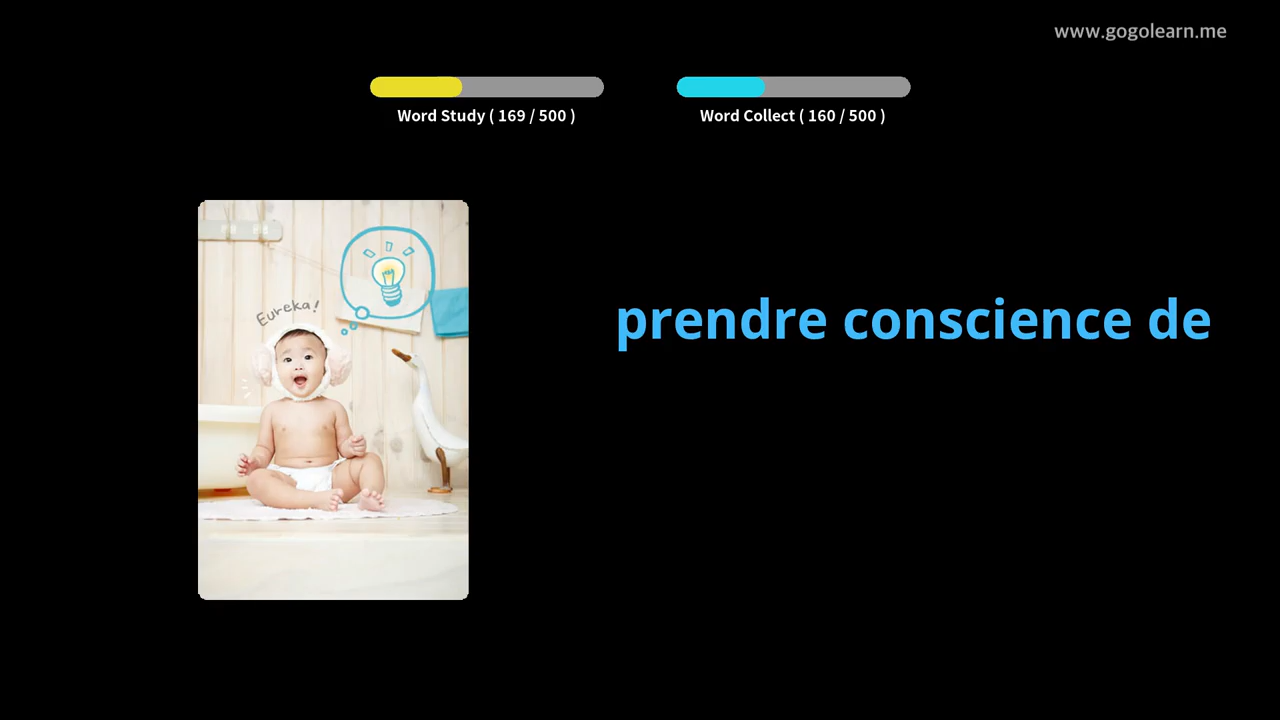 www.gogolearn.me
Word Study ( 169 / 500 )
Word Collect ( 160 / 500 )
Eureka!
prendre conscience de